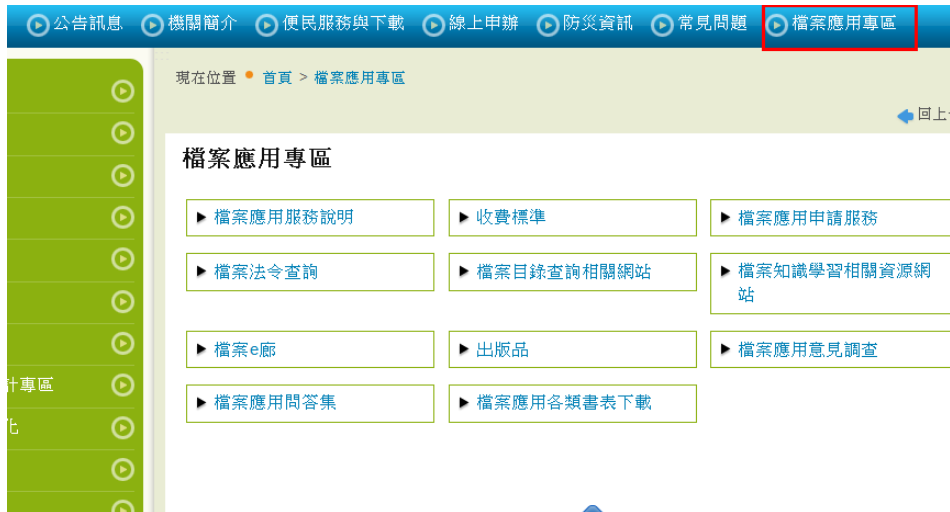 公告訊息 機關簡介 便民服務與下載 線上申辦 防災資訊 常見問題 檔案應用專區
現在位置 首頁 > 檔案應用專區
回上
檔案應用專區
檔案應用服務說明 收費標準 檔案應用申請服務
檔案法令查詢 檔案目錄查詢相關網站 檔案知識學習相關資源網
站
檔案e廊 出版品 檔案應用意見調查
計專區
檔案應用問答集 檔案應用各類書表下載
化